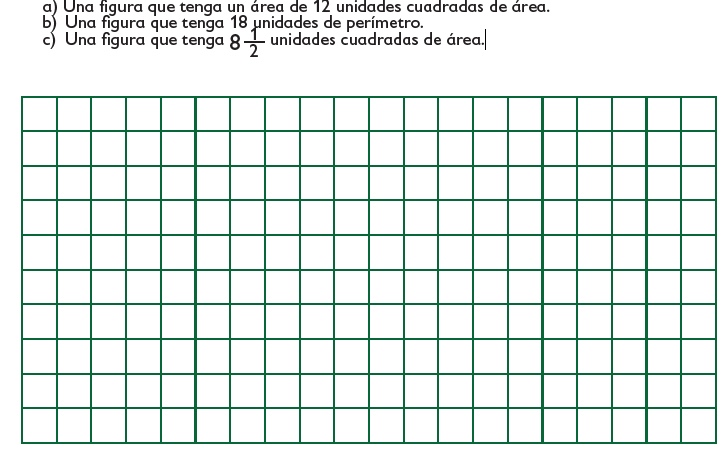 a) Una figura que tenga un área de 12 unidades cuadradas de área.
b) Una figura que tenga 18 unidades de perímetro.
c) Una figura que tenga 8 1/2 unidades cuadradas de área.